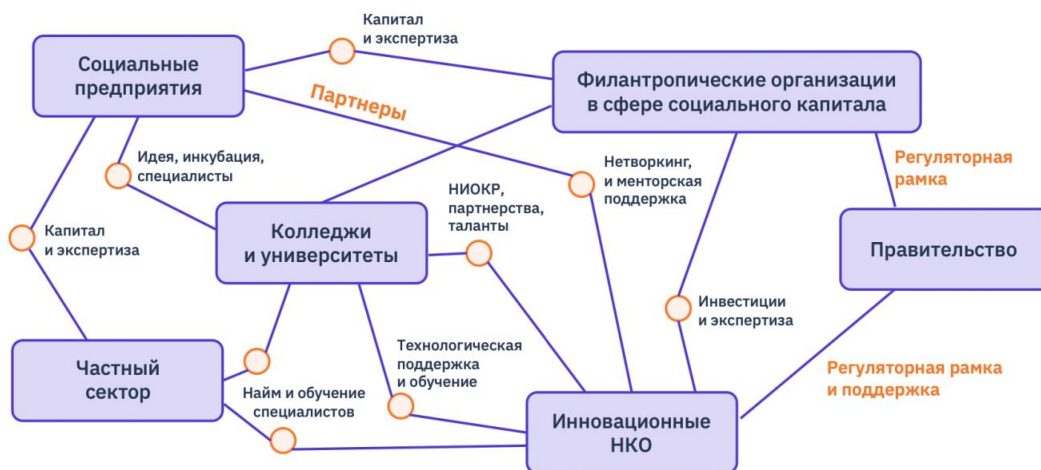 Капитал
и экспертиза
Социальные
предприятия
Филантропические организации
в сфере социального капитала
Партнеры
Идея, инкубация,
специалисты
Нетворкинг,
и менторская
поддержка
Регуляторная
рамка
НИОКР,
партнерства,
таланты
Капитал
и экспертиза
Колледжи
и университеты
Правительство
Инвестиции
и экспертиза
Частный
сектор
Технологическая
поддержка
и обучение
Регуляторная рамка
и поддержка
Найм и обучение
специалистов
Инновационные
НКО